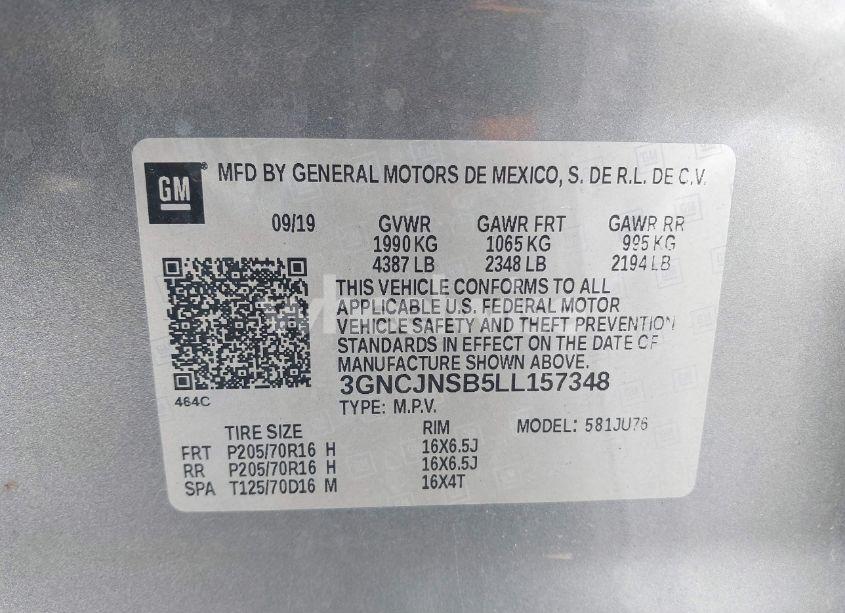 GM
MFD BY GENERAL MOTORS DE MEXICO, S. DE R.L. DE C.V.
09/19 GVWR GAWR FRT GAWR RR
1990 KG 1065 KG 995 KG
4387 LB 2348 LB 2194 LB
THIS VEHICLE CONFORMS TO ALL
APPLICABLE U.S. FEDERAL MOTOR
VEHICLE SAFETY AND THEFT PREVENTION
STANDARDS IN EFFECT ON THE DATE OF
MANUFACTURE SHOWN ABOVE.
3GNCJNSB5LL157348
464C
TYPE: M.P.V.
TIRE SIZE RIM MODEL: 581JU76
FRT P205/70R16 H 16X6.5J
RR P205/70R16 H 16X6.5J
SPA T125/70D16 M 16X4T